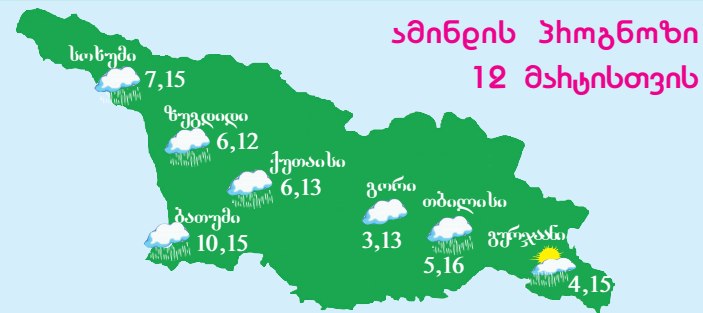 ამინდის პროგნოზი
12 მარტისთვის
სოხუმი
7,15
ზუგდიდი
6,12
ქუთაისი
6,13
გორი
3,13
თბილისი
5,16
ბათუმი
10,15
გურჯაანი
4,15